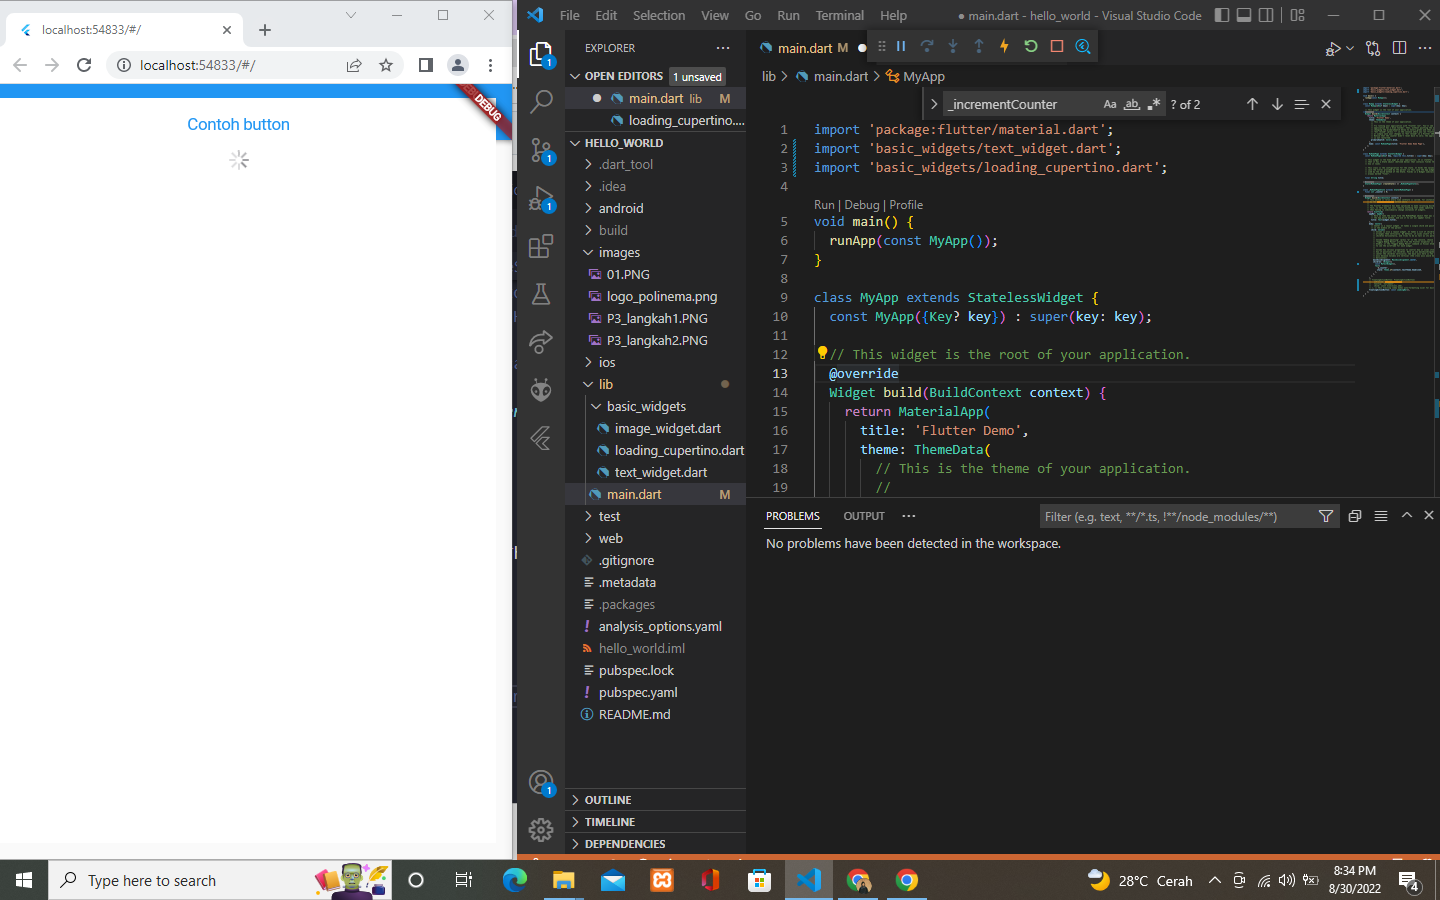 localhost:54833/#/
localhost:54833/#/
DEBUG
Contoh button
File Edit Selection View Go Run Terminal Help
● main.dart - hello_world - Visual Studio Code
EXPLORER
OPEN EDITORS 1 unsaved
main.dart lib M
loading_cupertino....
HELLO_WORLD
.dart_tool
.idea
android
build
images
01.PNG
logo_polinema.png
P3_langkah1.PNG
P3_langkah2.PNG
ios
lib
basic_widgets
image_widget.dart
loading_cupertino.dart
text_widget.dart
main.dart M
test
web
.gitignore
.metadata
.packages
analysis_options.yaml
hello_world.iml
pubspec.lock
pubspec.yaml
README.md
OUTLINE
TIMELINE
DEPENDENCIES
1
1
1
1
main.dart M
lib > main.dart > MyApp
_incrementCounter Aa ab .* ? of 2
1 import 'package:flutter/material.dart';
2 import 'basic_widgets/text_widget.dart';
3 import 'basic_widgets/loading_cupertino.dart';
4
Run | Debug | Profile
5 void main() {
6 runApp(const MyApp());
7 }
8
9 class MyApp extends StatelessWidget {
10 const MyApp({Key? key}) : super(key: key);
11
12 // This widget is the root of your application.
13 @override
14 Widget build(BuildContext context) {
15 return MaterialApp(
16 title: 'Flutter Demo',
17 theme: ThemeData(
18 // This is the theme of your application.
19 //
PROBLEMS OUTPUT
Filter (e.g. text, **/*.ts, !**/node_modules/**)
No problems have been detected in the workspace.
Type here to search
28°C Cerah
8:34 PM
8/30/2022
4